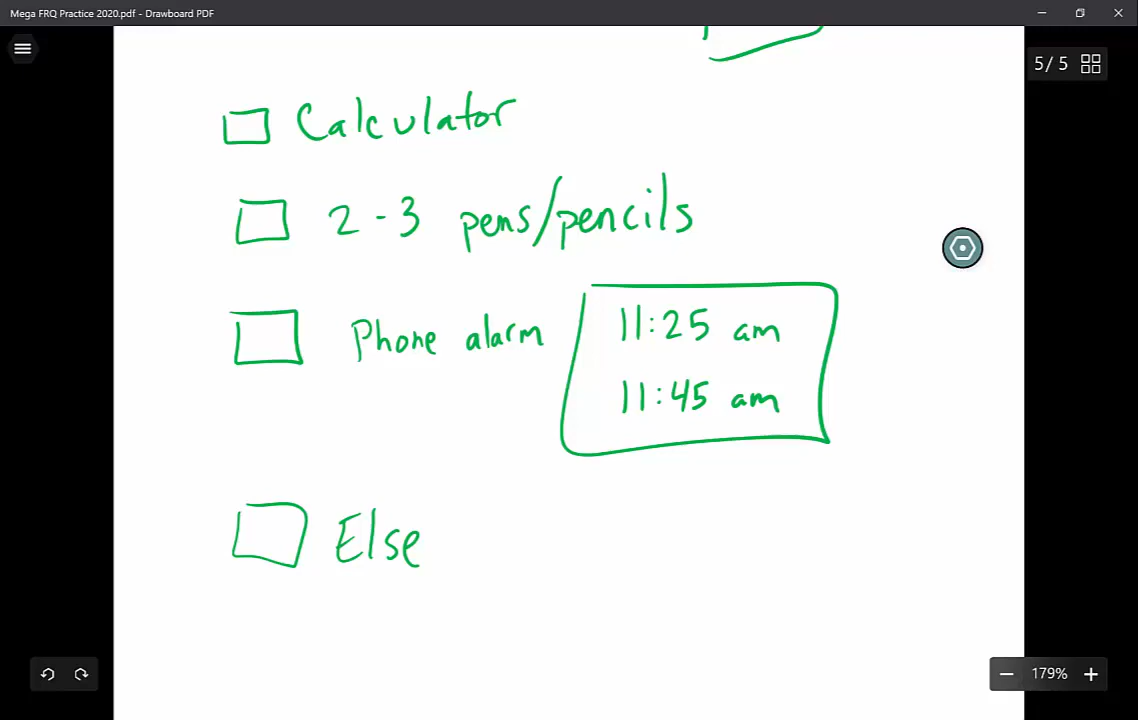 Mega FRQ Practice 2020.pdf - Drawboard PDF
5/5
Calculator
2-3 pens/pencils
Phone alarm
11:25 am
11:45 am
Else
179%